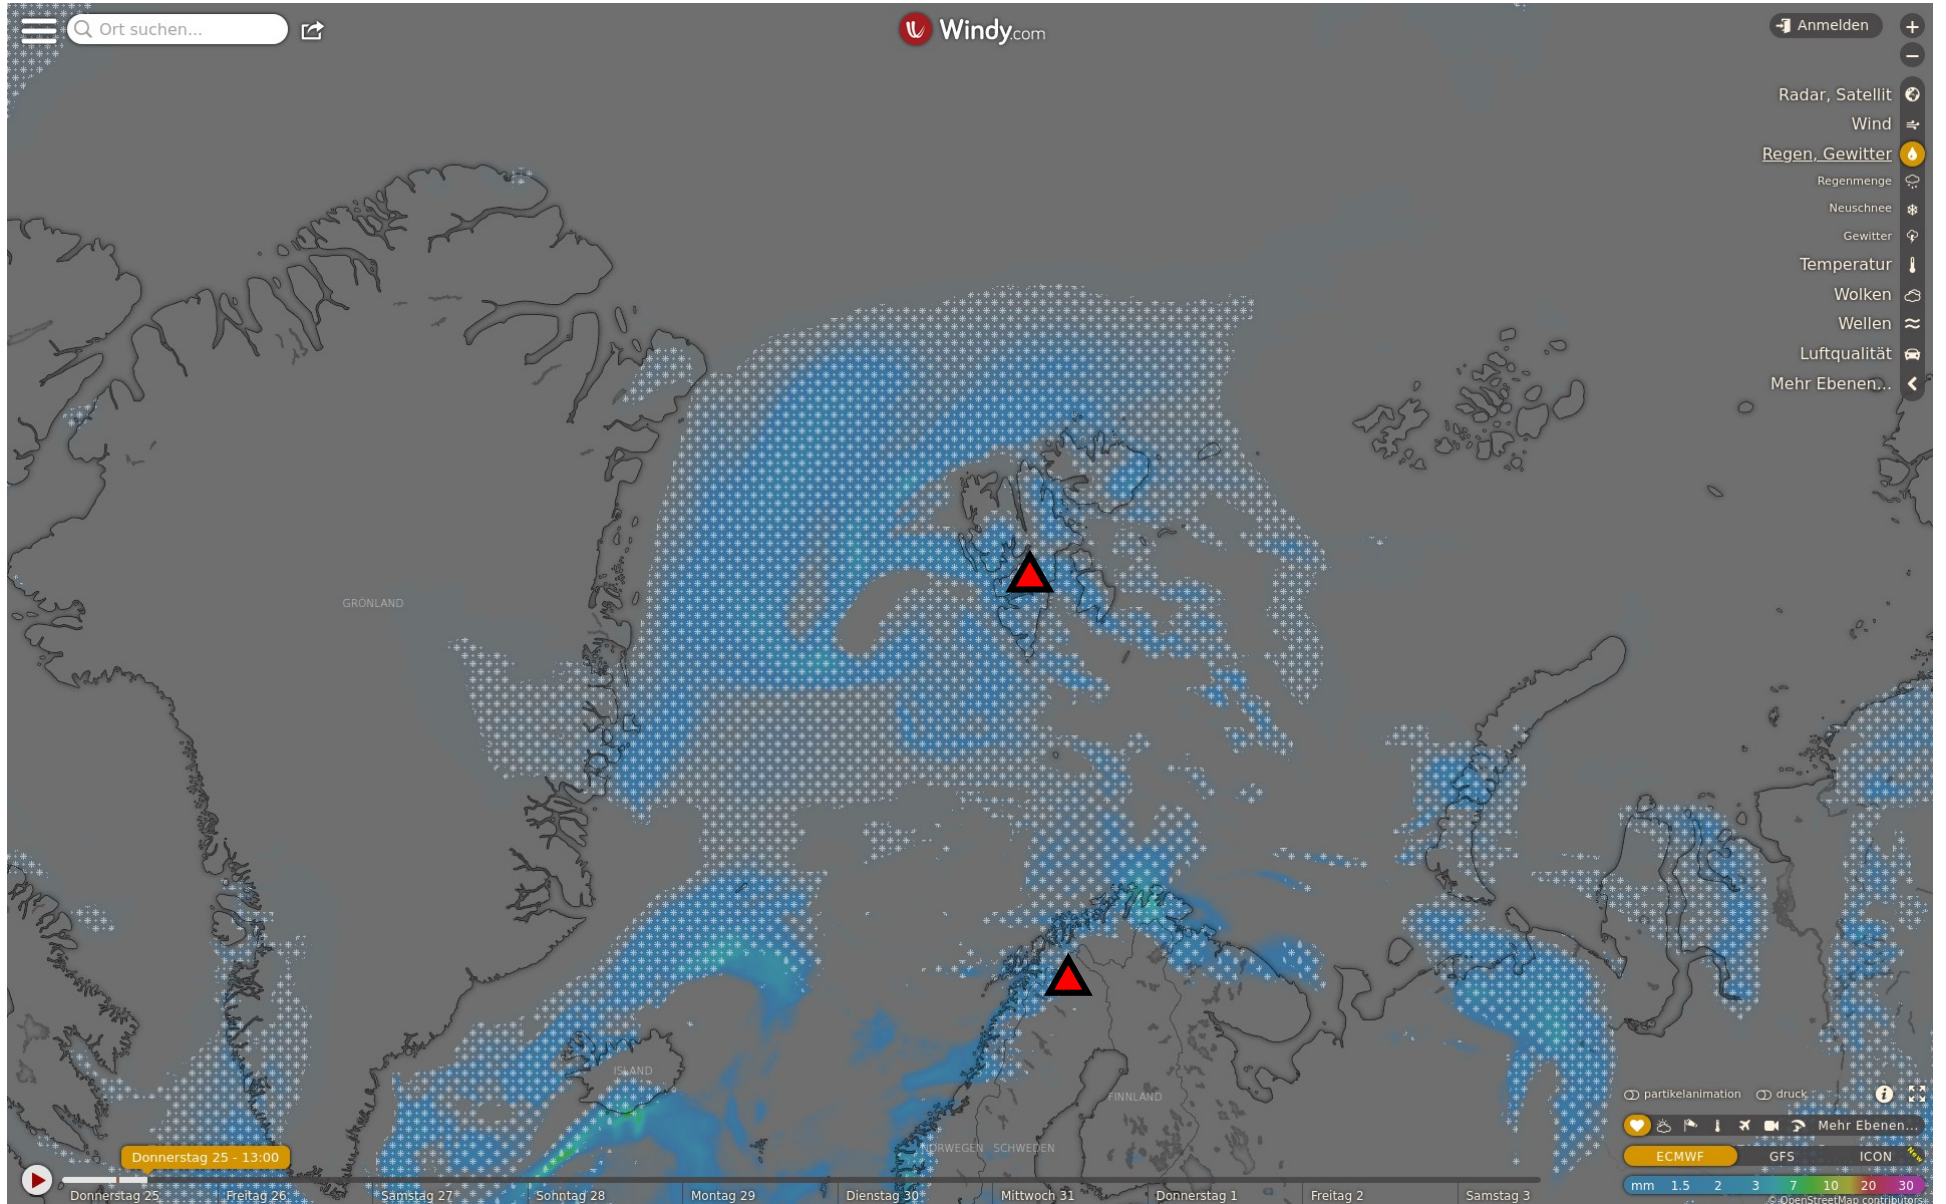 Ort suchen...
Windy.com
Anmelden
+
−
Radar, Satellit
Wind
Regen, Gewitter
Regenmenge
Neuschnee
Gewitter
Temperatur
Wolken
Wellen
Luftqualität
Mehr Ebenen...
GRÖNLAND
ISLAND
FINNLAND
NORWEGEN
SCHWEDEN
partikelanimation
druck
i
Mehr Ebenen...
ECMWF GFS ICON New
mm 1.5 2 3 7 10 20 30
© OpenStreetMap contributors
Donnerstag 25 - 13:00
Donnerstag 25 Freitag 26 Samstag 27 Sonntag 28 Montag 29 Dienstag 30 Mittwoch 31 Donnerstag 1 Freitag 2 Samstag 3